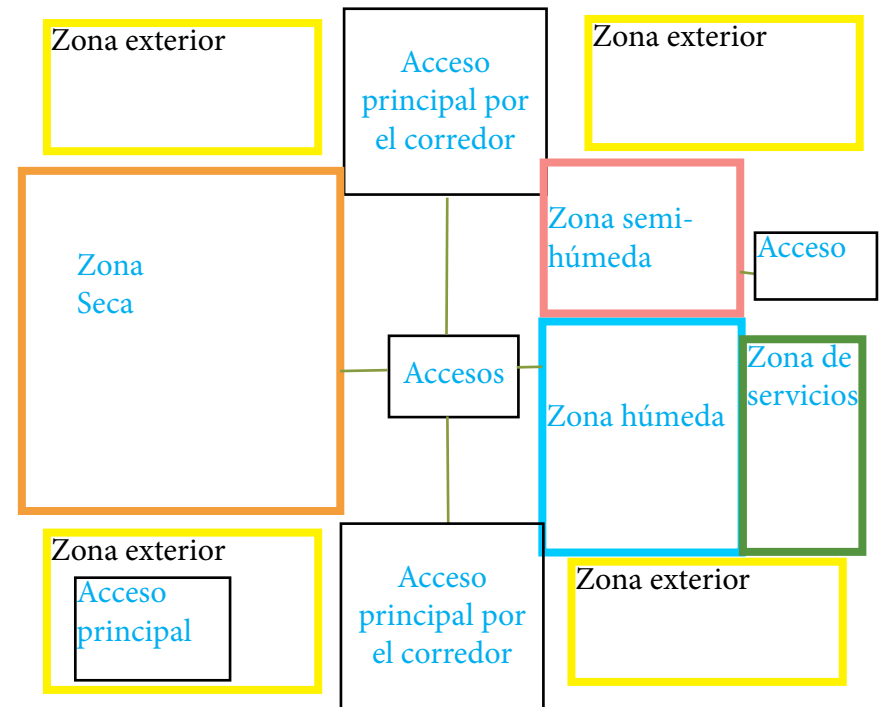 Zona exterior
Acceso
principal por
el corredor
Zona exterior
Zona
Seca
Zona semi-
húmeda
Acceso
Accesos
Zona húmeda
Zona de
servicios
Zona exterior
Acceso
principal
Acceso
principal por
el corredor
Zona exterior